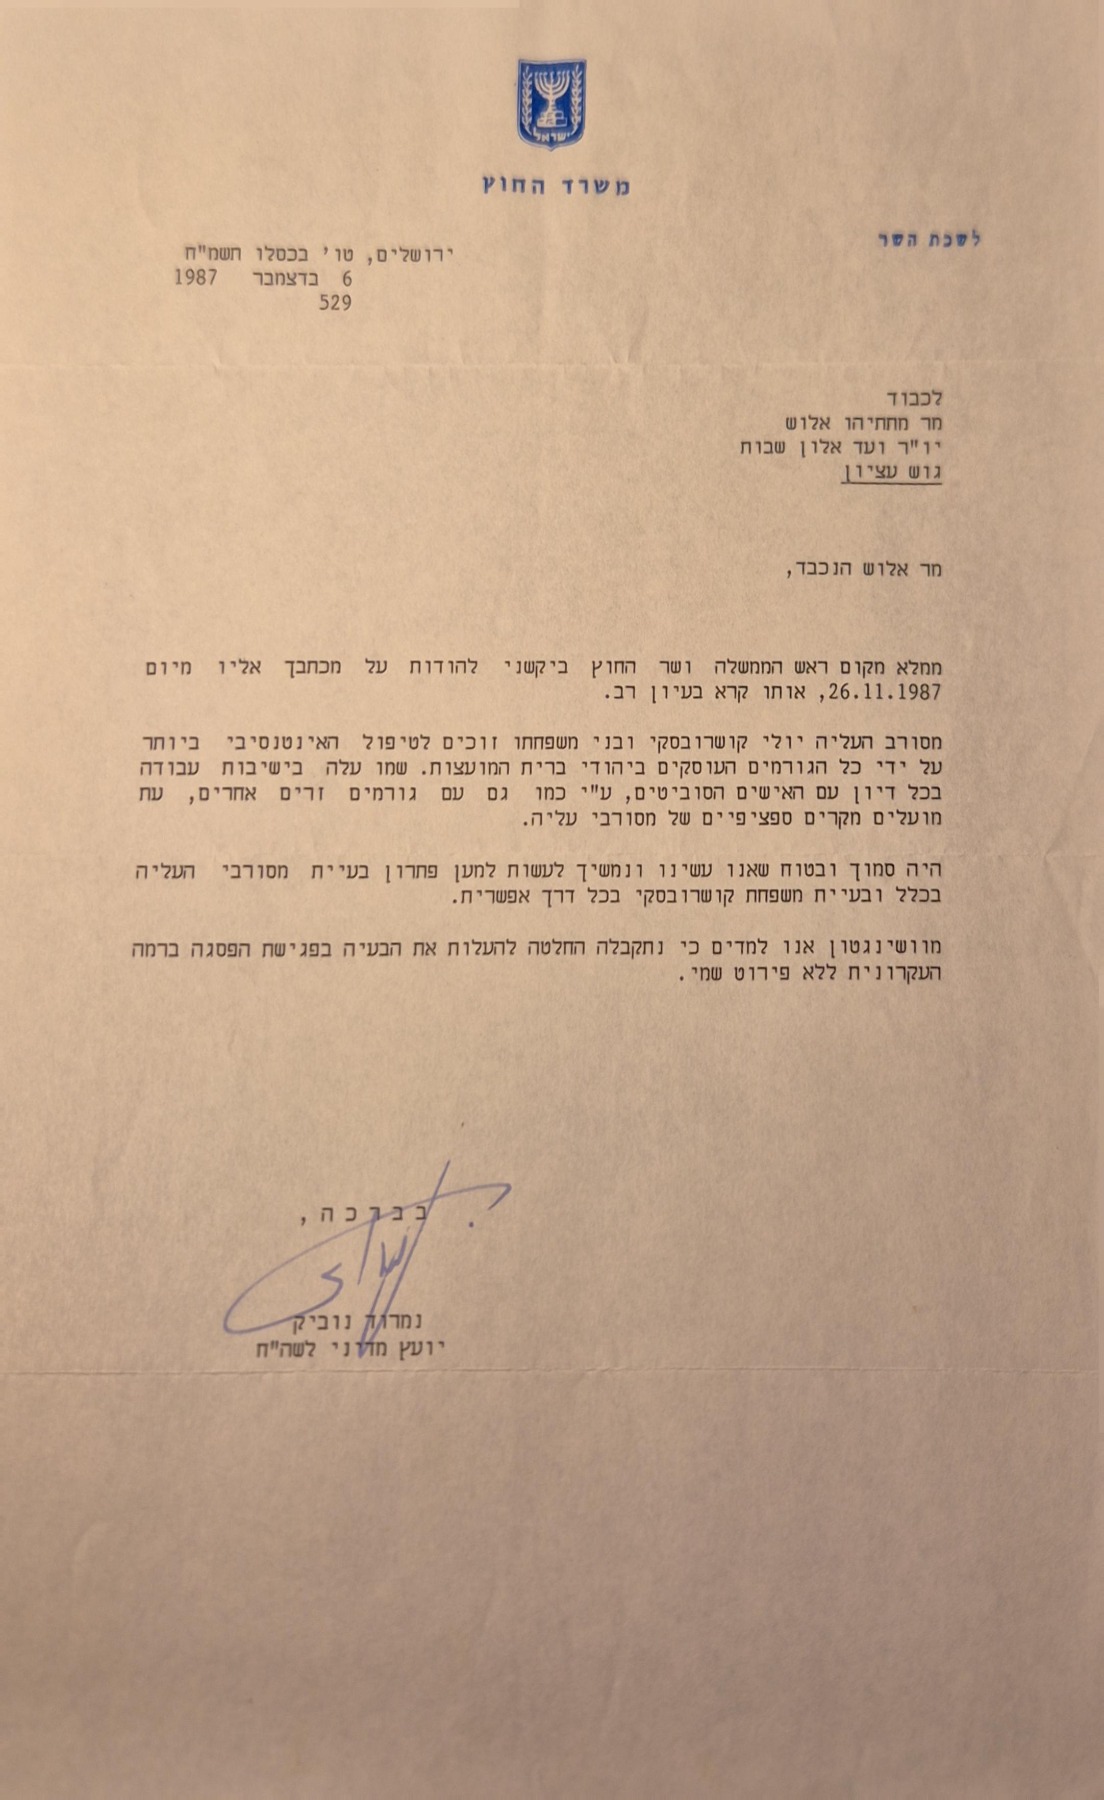 ישראל
משרד החוץ
לשכת השר
ירושלים, טו' בכסלו תשמ"ח
6 בדצמבר 1987
529
לכבוד
מר מתתיהו אלוש
יו"ר ועד אלון שבות
גוש עציון
מר אלוש הנכבד,
ממלא מקום ראש הממשלה ושר החוץ ביקשני להודות על מכתבך אליו מיום
26.11.1987, אותו קרא בעיון רב.
מסורב העליה יולי קושרובסקי ובני משפחתו זוכים לטיפול האינטנסיבי ביותר
על ידי כל הגורמים העוסקים ביהודי ברית המועצות. שמו עלה בישיבות עבודה
בכל דיון עם האישים הסוביטים, ע"י כמו גם עם גורמים זרים אחרים, עת
מועלים מקרים ספציפיים של מסורבי עליה.
היה סמוך ובטוח שאנו עשינו ונמשיך לעשות למען פתרון בעיית מסורבי העליה
בכלל ובעיית משפחת קושרובסקי בכל דרך אפשרית.
מוושינגטון אנו למדים כי נתקבלה החלטה להעלות את הבעיה בפגישת הפסגה ברמה
העקרונית ללא פירוט שמי.
בברכה,
נמרוד נוביק
יועץ מדוני לשה"ח